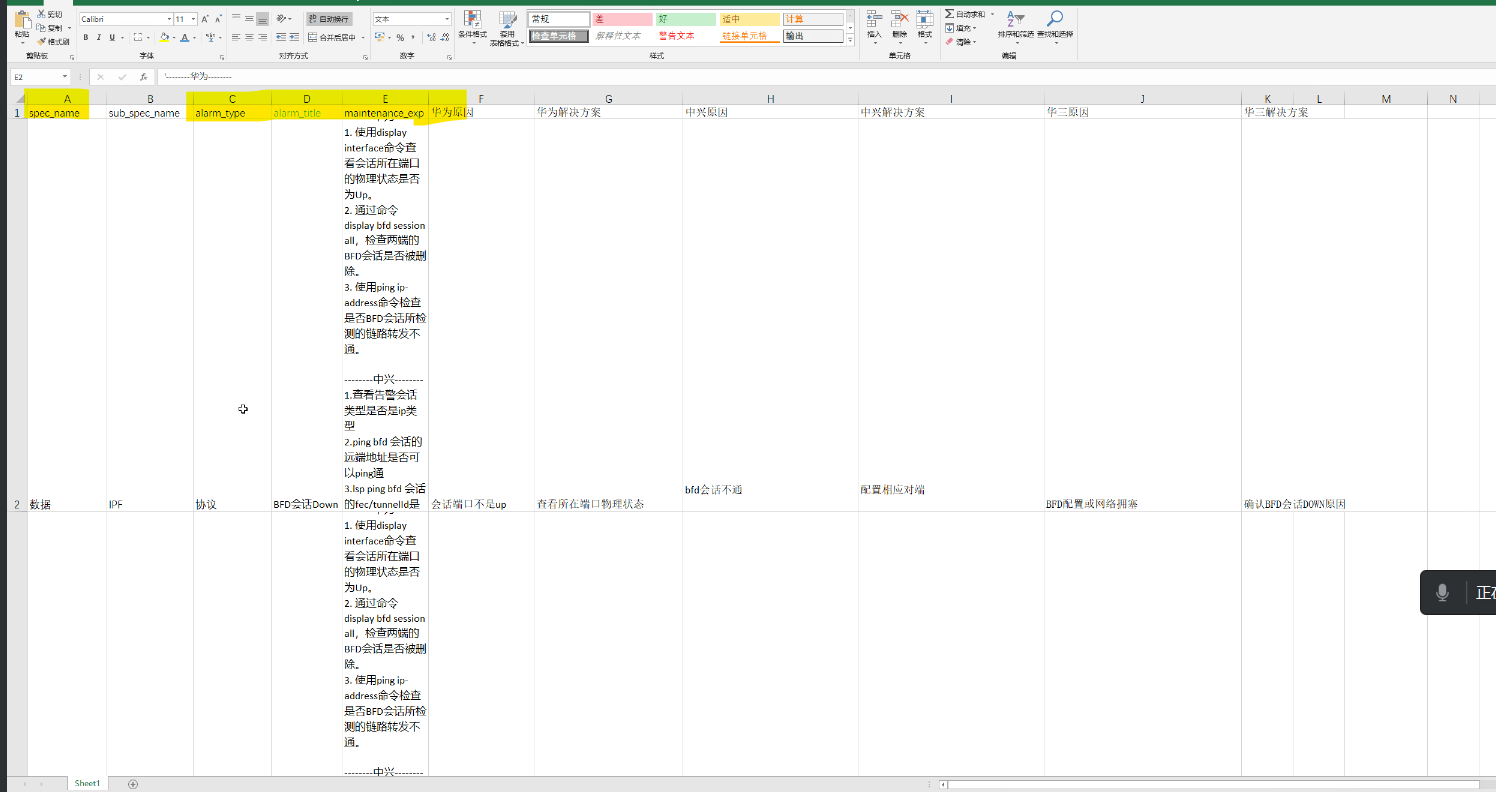 剪切
粘贴
复制
格式刷
剪贴板
Calibri
11
B I U
字体
自动换行
合并后居中
对齐方式
文本
%
数字
条件格式
套用
表格格式
常规
差
好
适中
计算
检查单元格
解释性文本
警告文本
链接单元格
输出
样式
插入
删除
格式
单元格
自动求和
填充
清除
排序和筛选
查找和选择
编辑
E2
fx
'--------华为--------
A B C D E F G H I J K L M N
1 spec_name sub_spec_name alarm_type alarm_title maintenance_exp 华为原因 华为解决方案 中兴原因 中兴解决方案 华三原因 华三解决方案
1. 使用display
interface命令查
看会话所在端口
的物理状态是否
为Up。
2. 通过命令
display bfd session
all，检查两端的
BFD会话是否被删
除。
3. 使用ping ip-
address命令检查
是否BFD会话所检
测的链路转发不
通。
--------中兴--------
1.查看告警会话
类型是否是ip类
型
2.ping bfd 会话的
远端地址是否可
以ping通
3.lsp ping bfd 会话
bfd会话不通 配置相应对端
2 数据 IPF 协议 BFD会话Down 的fec/tunnelId是 会话端口不是up 查看所在端口物理状态 BFD配置或网络拥塞 确认BFD会话DOWN原因
1. 使用display
interface命令查
看会话所在端口
的物理状态是否
为Up。
2. 通过命令
display bfd session
all，检查两端的
BFD会话是否被删
除。
3. 使用ping ip-
address命令检查
是否BFD会话所检
测的链路转发不
通。
--------中兴--------
正在
Sheet1